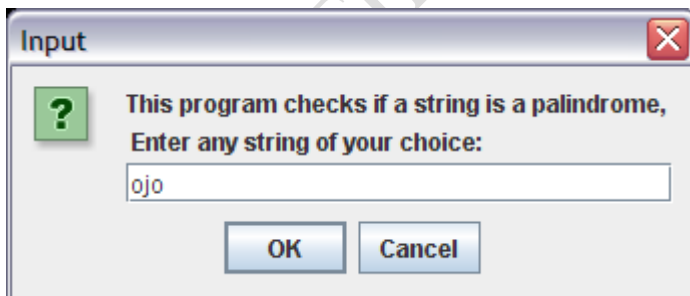 Input
This program checks if a string is a palindrome,
Enter any string of your choice:
ojo
OK Cancel